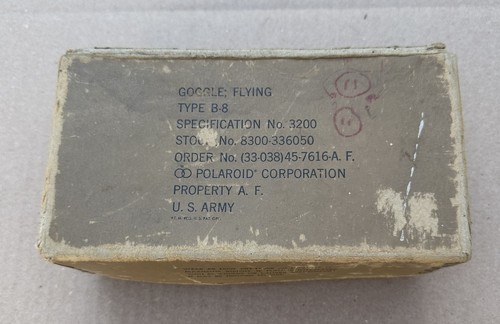 GOGGLE; FLYING
TYPE B-8
SPECIFICATION No. 3200
STOCK No. 8300-336050
ORDER No. (33-038)45-7616-A. F.
POLAROID CORPORATION
PROPERTY A. F.
U. S. ARMY